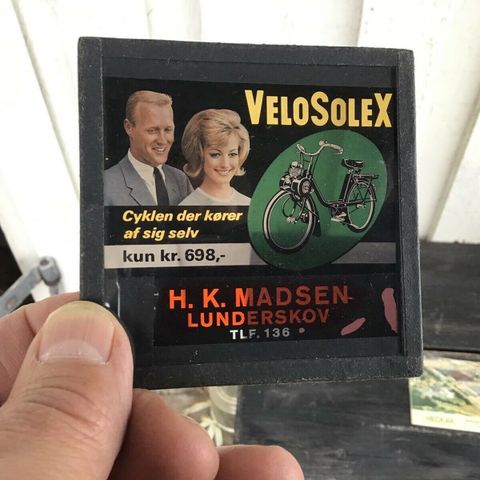 VELOSOLEX
Cyklen der kører
af sig selv
kun kr. 698,-
H. K. MADSEN
LUNDERSKOV
TLF. 136